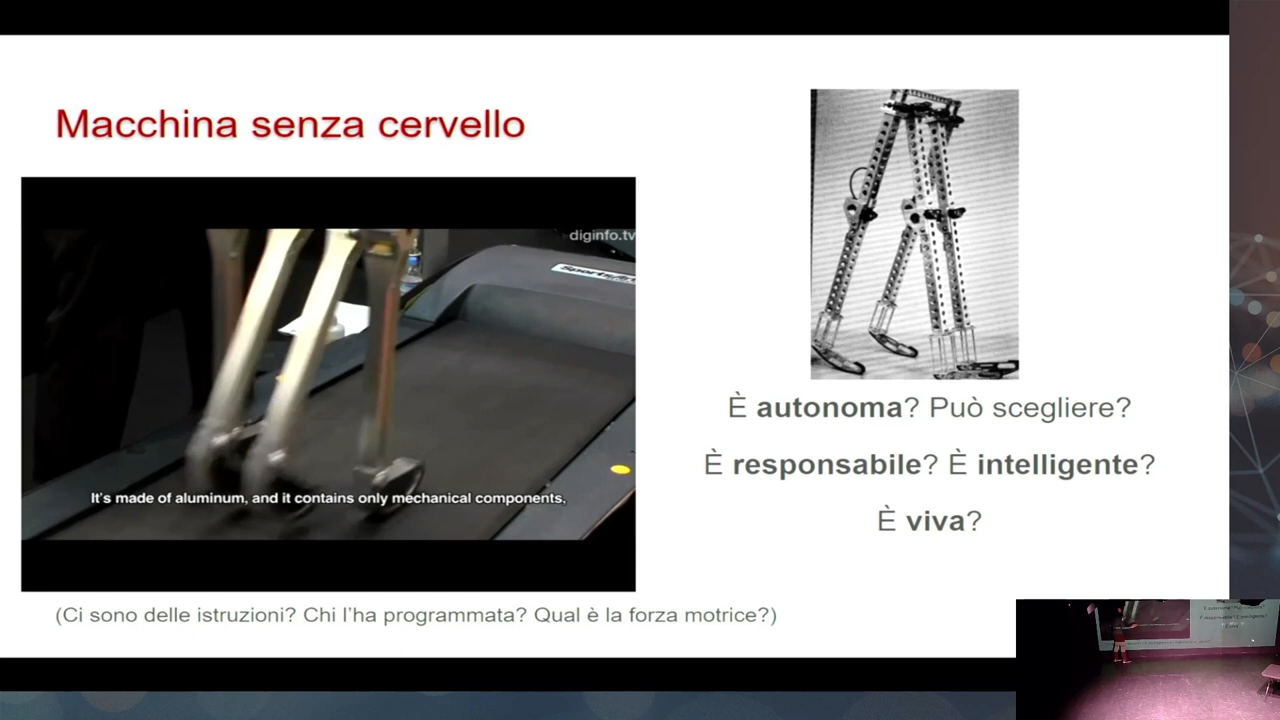 Macchina senza cervello
diginfo.tv
It's made of aluminum, and it contains only mechanical components,
È autonoma? Può scegliere?
È responsabile? È intelligente?
È viva?
(Ci sono delle istruzioni? Chi l'ha programmata? Qual è la forza motrice?)